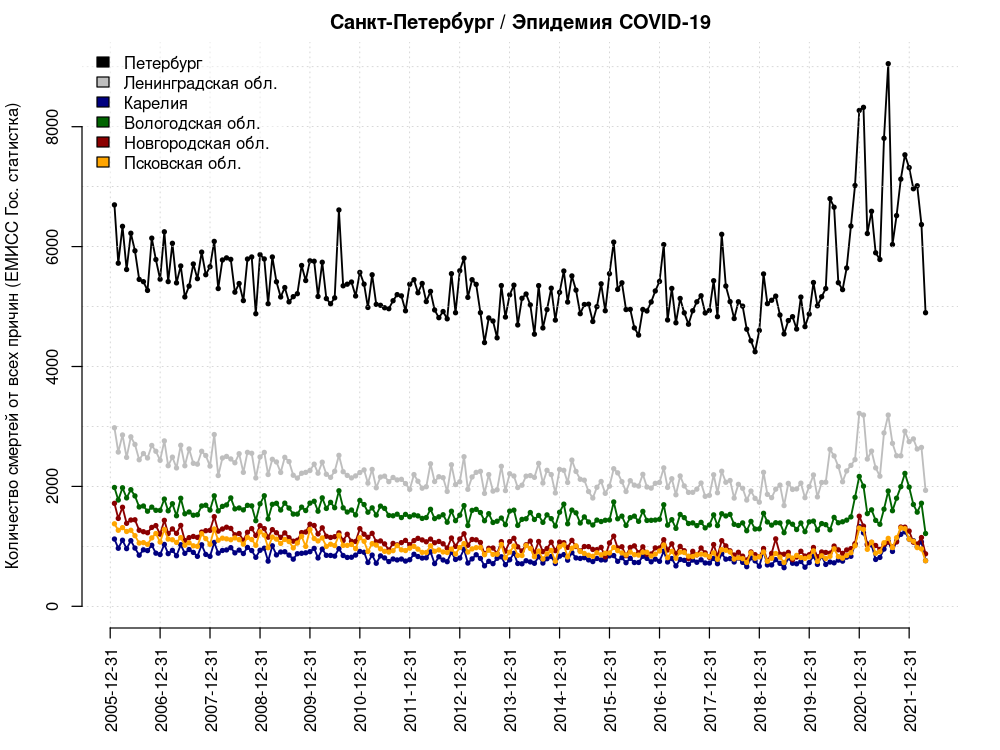 Санкт-Петербург / Эпидемия COVID-19
Количество смертей от всех причин (ЕМИСС Гос. статистка)
Петербург
Ленинградская обл.
Карелия
Вологодская обл.
Новгородская обл.
Псковская обл.
8000
6000
4000
2000
0
2005-12-31
2006-12-31
2007-12-31
2008-12-31
2009-12-31
2010-12-31
2011-12-31
2012-12-31
2013-12-31
2014-12-31
2015-12-31
2016-12-31
2017-12-31
2018-12-31
2019-12-31
2020-12-31
2021-12-31